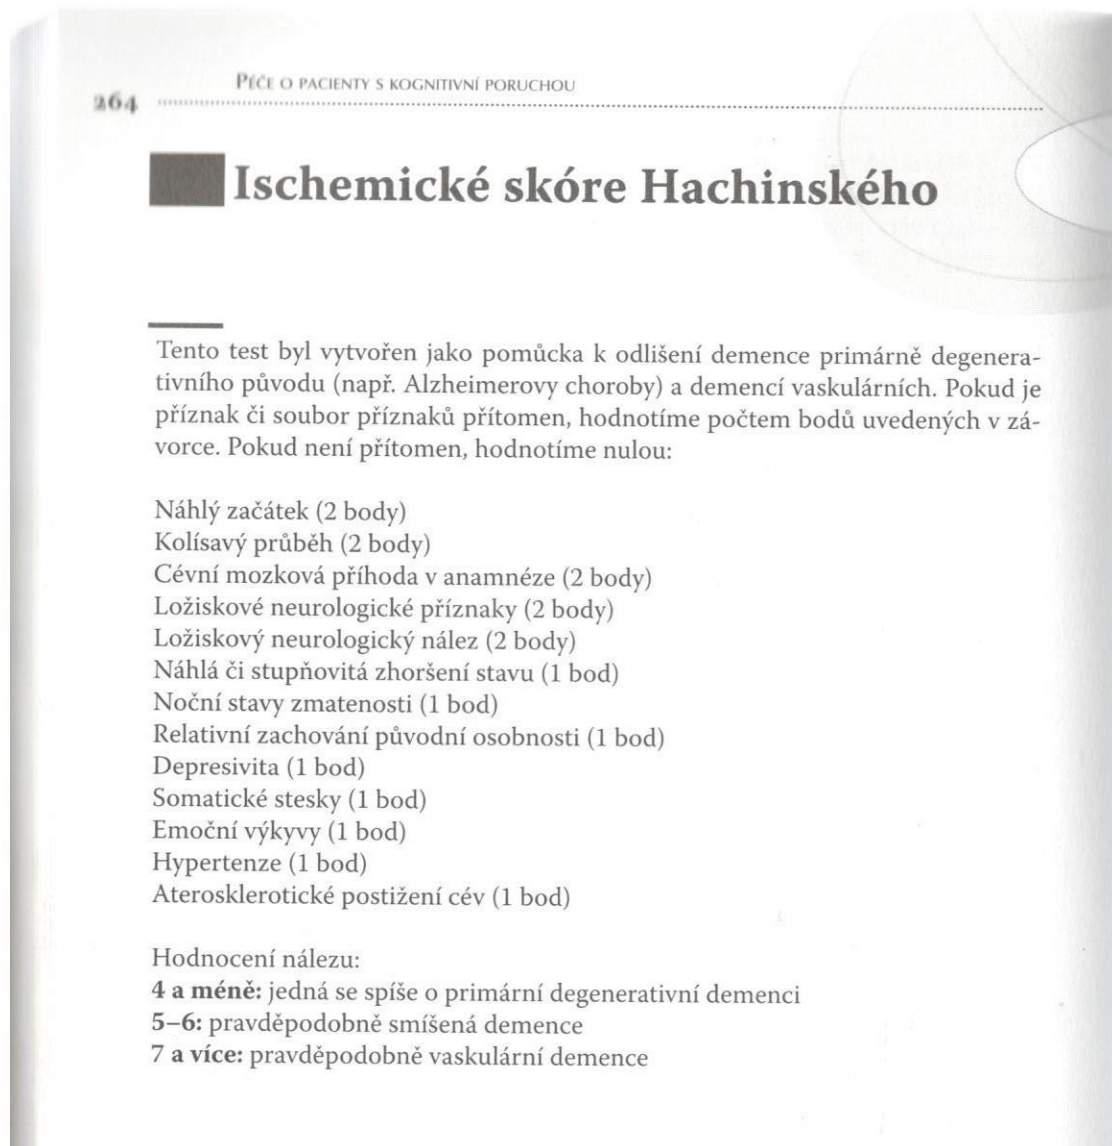 PÉČE O PACIENTY S KOGNITIVNÍ PORUCHOU
264
Ischemické skóre Hachinského
Tento test byl vytvořen jako pomůcka k odlišení demence primárně degenera-
tivního původu (např. Alzheimerovy choroby) a demencí vaskulárních. Pokud je
příznak či soubor příznaků přítomen, hodnotíme počtem bodů uvedených v zá-
vorce. Pokud není přítomen, hodnotíme nulou:
Náhlý začátek (2 body)
Kolísavý průběh (2 body)
Cévní mozková příhoda v anamnéze (2 body)
Ložiskové neurologické příznaky (2 body)
Ložiskový neurologický nález (2 body)
Náhlá či stupňovitá zhoršení stavu (1 bod)
Noční stavy zmatenosti (1 bod)
Relativní zachování původní osobnosti (1 bod)
Depresivita (1 bod)
Somatické stesky (1 bod)
Emoční výkyvy (1 bod)
Hypertenze (1 bod)
Aterosklerotické postižení cév (1 bod)
Hodnocení nálezu:
4 a méně: jedná se spíše o primární degenerativní demenci
5–6: pravděpodobně smíšená demence
7 a více: pravděpodobně vaskulární demence